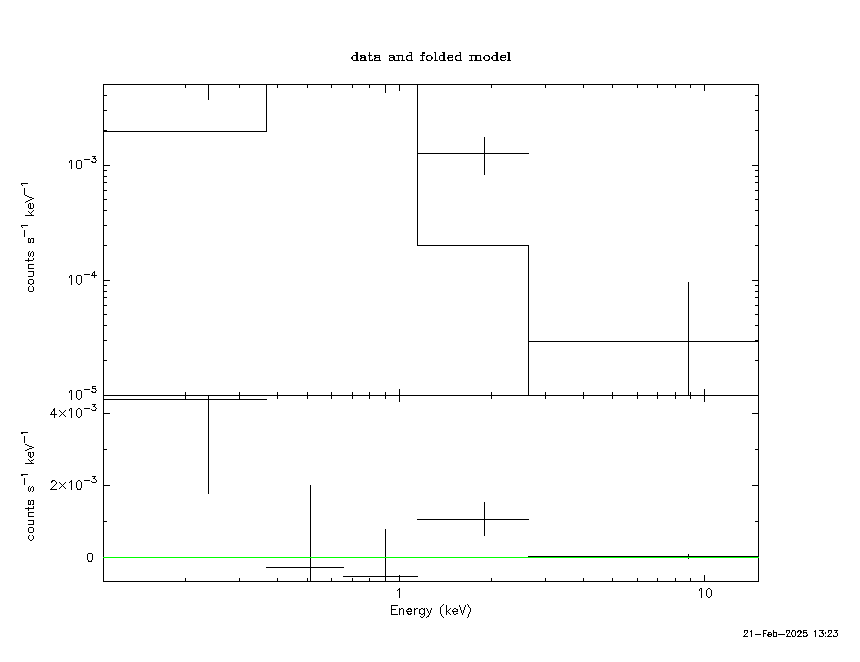 data and folded model
10⁻³
10⁻⁴
10⁻⁵
counts s⁻¹ keV⁻¹
4×10⁻³
2×10⁻³
0
counts s⁻¹ keV⁻¹
1 10
Energy (keV)
21-Feb-2025 13:23